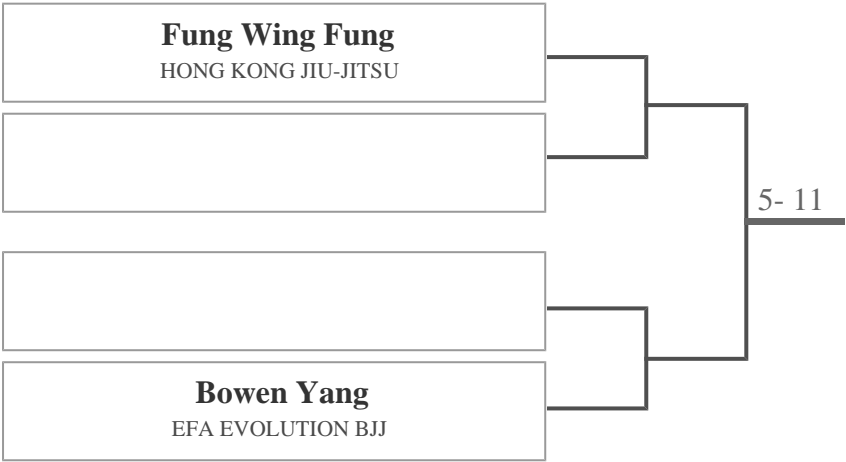 Fung Wing Fung
HONG KONG JIU-JITSU
5- 11
Bowen Yang
EFA EVOLUTION BJJ